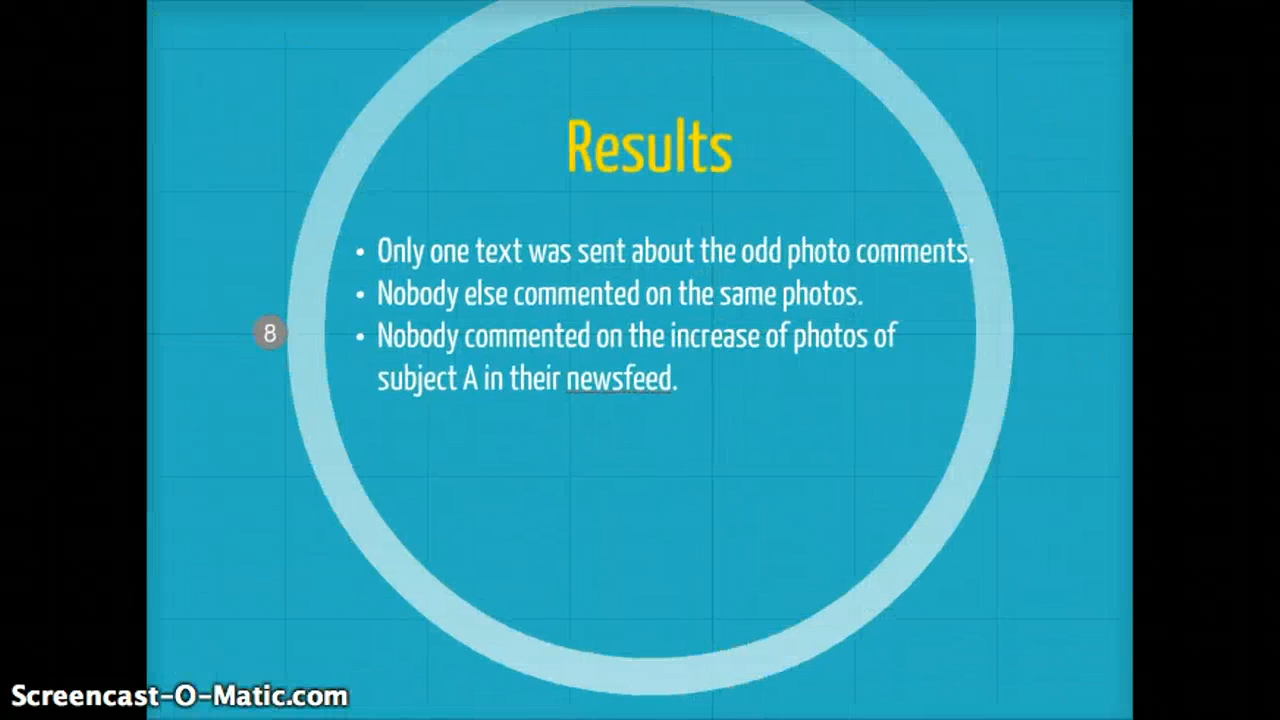 Results
• Only one text was sent about the odd photo comments.
• Nobody else commented on the same photos.
8
• Nobody commented on the increase of photos of
subject A in their newsfeed.
Screencast-O-Matic.com